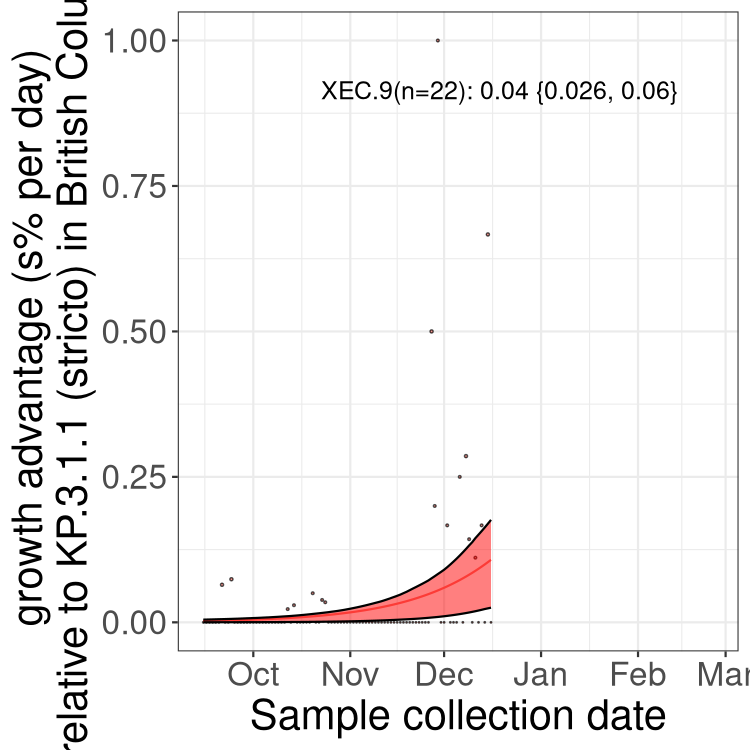 growth advantage (s% per day)
relative to KP.3.1.1 (stricto) in British Colu
1.00
0.75
0.50
0.25
0.00
XEC.9(n=22): 0.04 {0.026, 0.06}
Oct Nov Dec Jan Feb Mar
Sample collection date